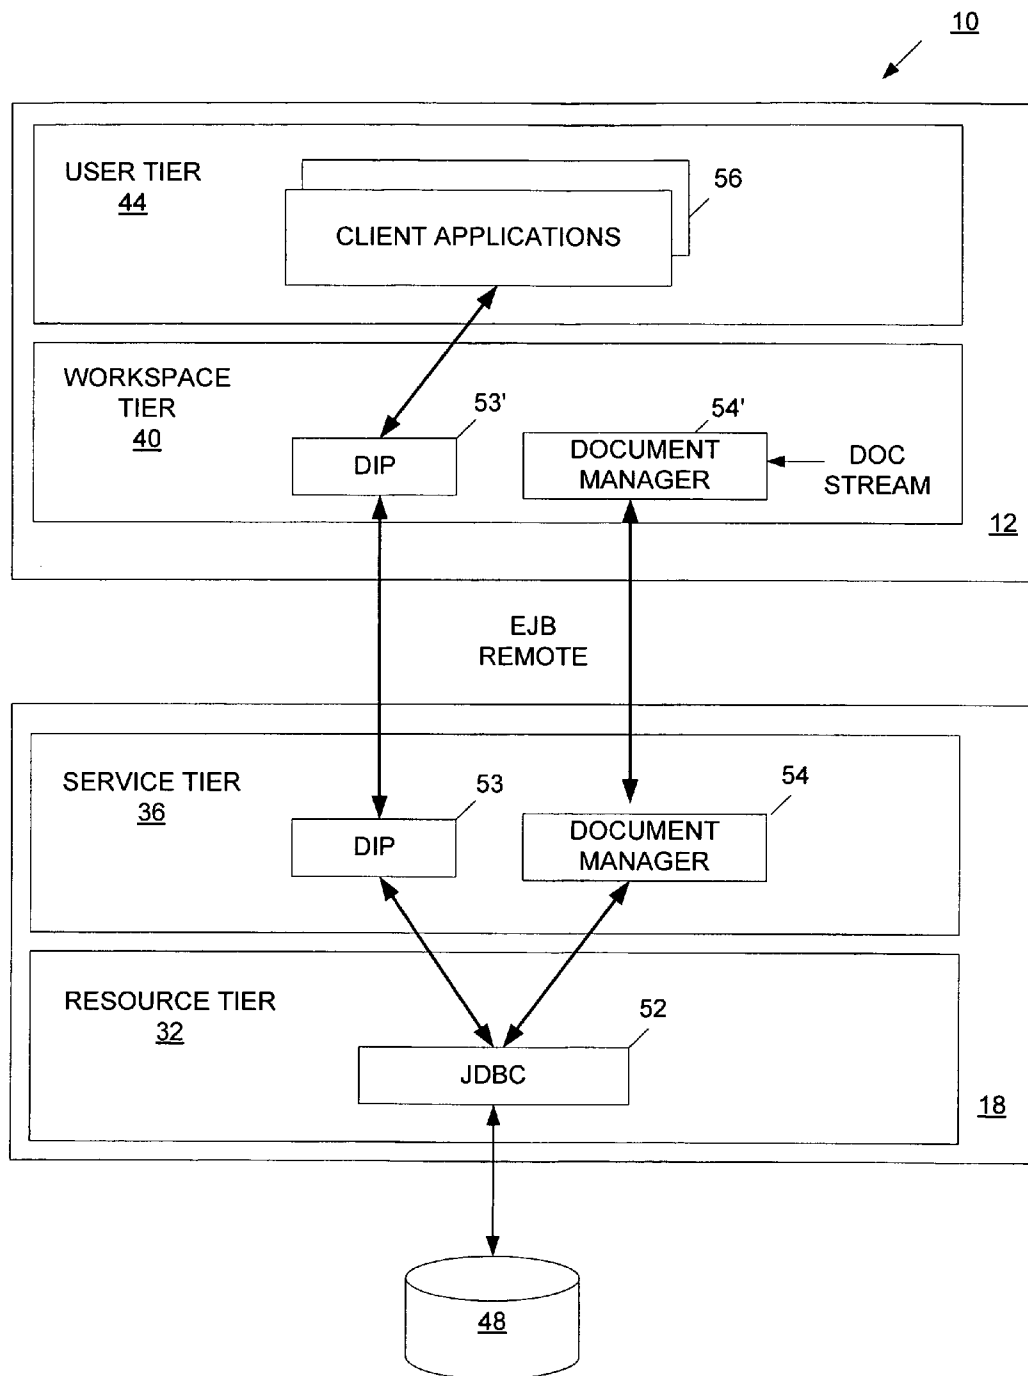 10
USER TIER
44
56
CLIENT APPLICATIONS
WORKSPACE
TIER
40
53'
DIP
54'
DOCUMENT
MANAGER
DOC
STREAM
12
EJB
REMOTE
SERVICE TIER
36
53
DIP
54
DOCUMENT
MANAGER
RESOURCE TIER
32
52
JDBC
18
48